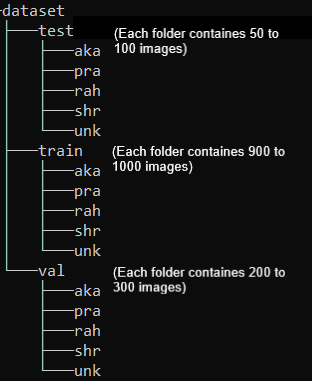 dataset
test
(Each folder containes 50 to
100 images)
aka
pra
rah
shr
unk
train
(Each folder containes 900 to
1000 images)
aka
pra
rah
shr
unk
val
(Each folder containes 200 to
300 images)
aka
pra
rah
shr
unk